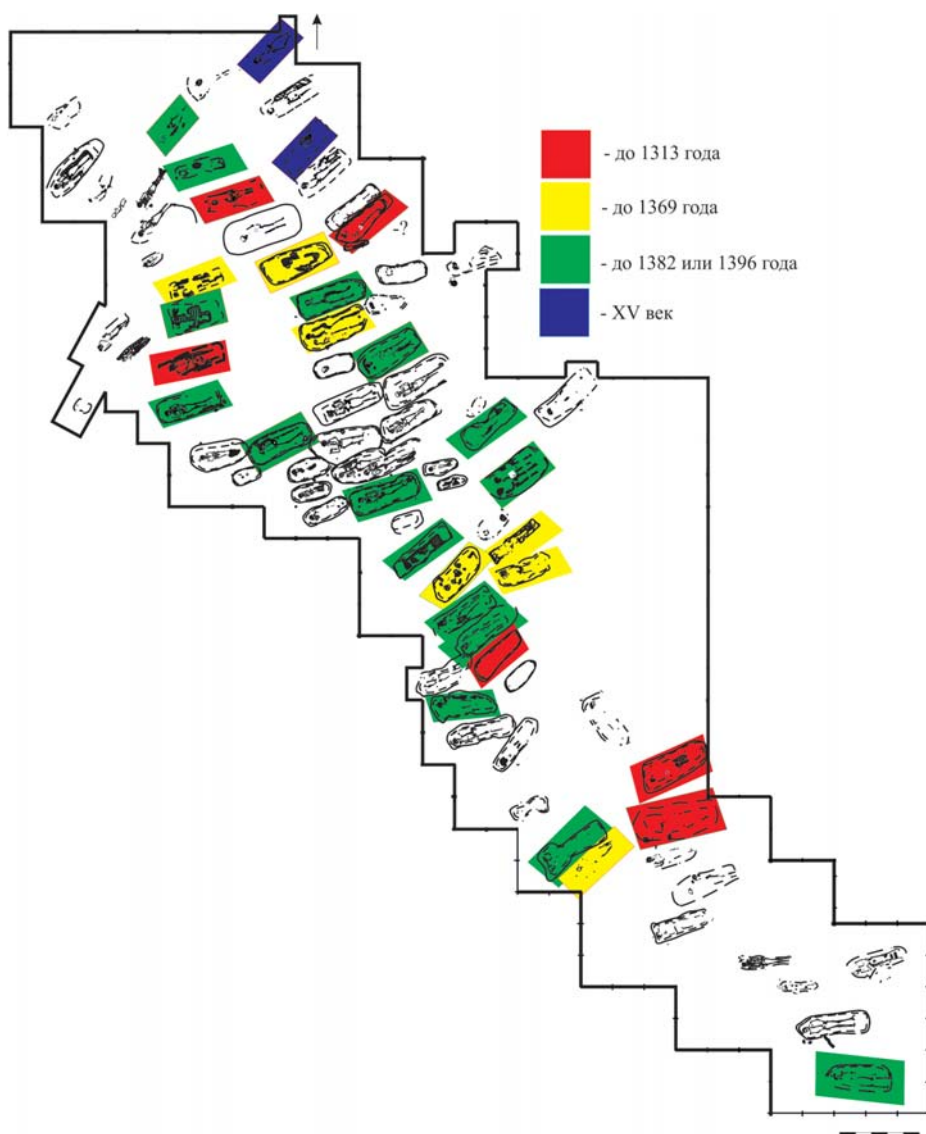 - до 1313 года
- до 1369 года
- до 1382 или 1396 года
- XV век
-?